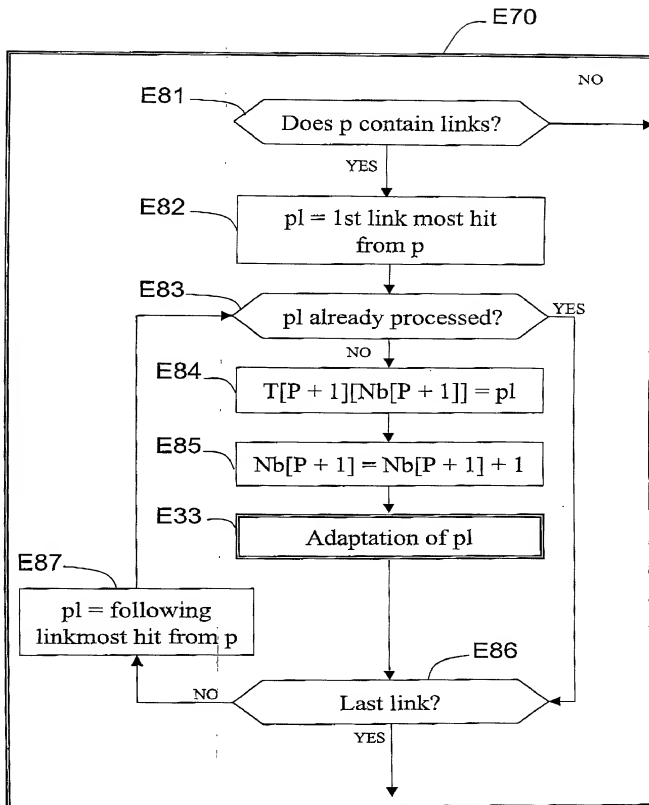 E70
NO
E81
Does p contain links?
YES
E82
pl = 1st link most hit
from p
E83
pl already processed?
YES
NO
E84
T[P + 1][Nb[P + 1]] = pl
E85
Nb[P + 1] = Nb[P + 1] + 1
E33
Adaptation of pl
E87
pl = following
linkmost hit from p
E86
NO
Last link?
YES